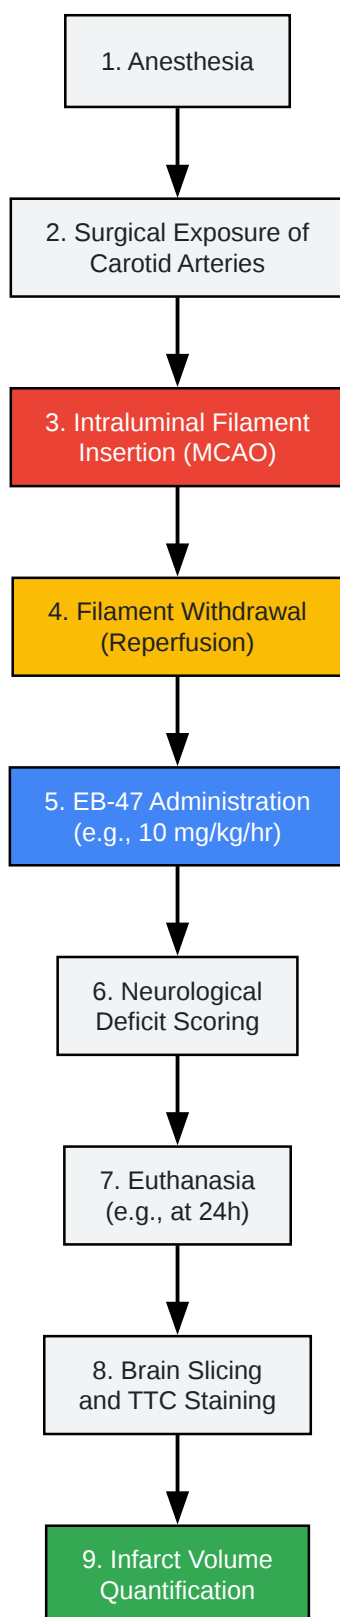 1. Anesthesia
2. Surgical Exposure of
Carotid Arteries
3. Intraluminal Filament
Insertion (MCAO)
4. Filament Withdrawal
(Reperfusion)
5. EB-47 Administration
(e.g., 10 mg/kg/hr)
6. Neurological
Deficit Scoring
7. Euthanasia
(e.g., at 24h)
8. Brain Slicing
and TTC Staining
9. Infarct Volume
Quantification